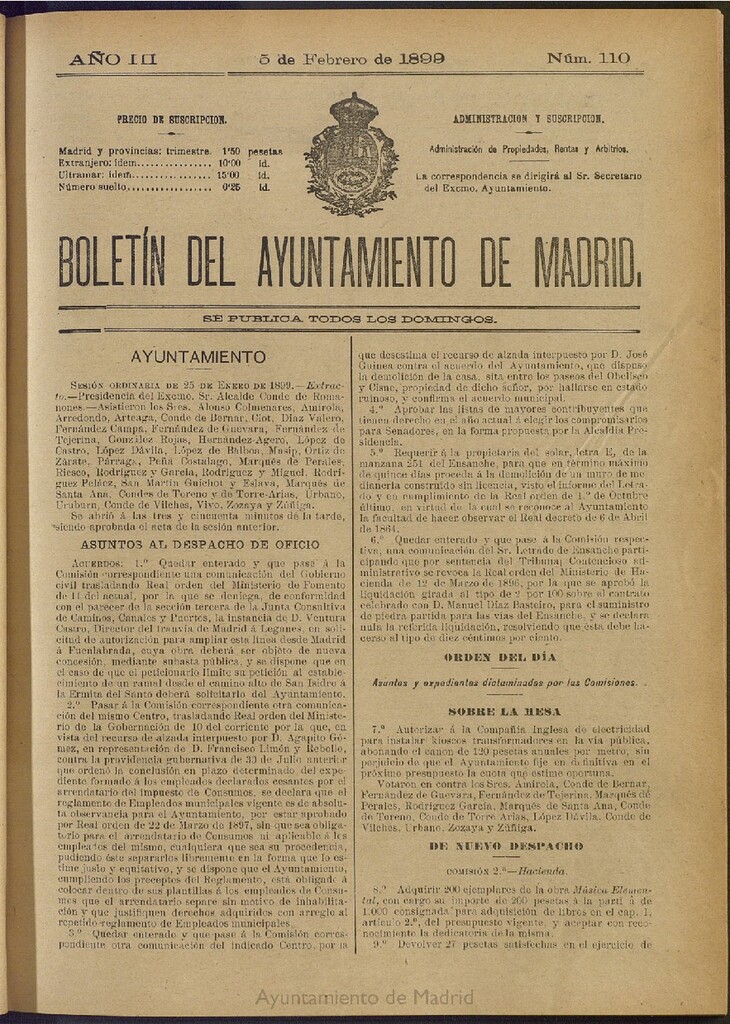 AÑO III
5 de Febrero de 1899
Núm. 110
PRECIO DE SUSCRIPCION.
Madrid y provincias: trimestre. 1'50 pesetas
Extranjero: idem.............. 10'00 id.
Ultramar: idem................ 15'00 id.
Número suelto................. 0'25 id.
ADMINISTRACION Y SUSCRIPCION.
Administración de Propiedades, Rentas y Arbitrios.
La correspondencia se dirigirá al Sr. Secretario
del Excmo. Ayuntamiento.
BOLETÍN DEL AYUNTAMIENTO DE MADRID.
SE PUBLICA TODOS LOS DOMINGOS.
AYUNTAMIENTO
SESIÓN ORDINARIA DE 25 DE ENERO DE 1899.—Extrac-
to.—Presidencia del Excmo. Sr. Alcalde Conde de Roma-
nones.—Asistieron los Sres. Alonso Colmenares, Amirola,
Arredondo, Arteaga, Conde de Bernar, Clot, Díaz Valero,
Fernández Campa, Fernández de Guevara, Fernández de
Tejerina, González Rojas, Hernández-Agero, López de
Castro, López Dávila, López de Balboa, Masip, Ortiz de
Zárate, Párraga, Peña Costalago, Marqués de Perales,
Riesco, Rodríguez y García, Rodríguez y Miguel, Rodrí-
guez Peláez, San Martín Guichot y Eslava, Marqués de
Santa Ana, Condes de Toreno y de Torre-Arias, Urbano,
Uruburu, Conde de Vilches, Vivo, Zozaya y Zúñiga.
Se abrió á las tres y cincuenta minutos de la tarde,
siendo aprobada el acta de la sesión anterior.
ASUNTOS AL DESPACHO DE OFICIO
ACUERDOS: 1.º Quedar enterado y que pase á la
Comisión correspondiente una comunicación del Gobierno
civil trasladando Real orden del Ministerio de Fomento
de 11 del actual, por la que se deniega, de conformidad
con el parecer de la sección tercera de la Junta Consultiva
de Caminos, Canales y Puertos, la instancia de D. Ventura
Castro, Director del tranvía de Madrid á Leganés, en so-
licitud de autorización para ampliar esta línea desde Madrid
á Fuenlabrada, cuya obra deberá ser objeto de nueva
concesión, mediante subasta pública, y se dispone que en
el caso de que el peticionario limite su petición al estable-
cimiento de un ramal desde el camino alto de San Isidro á
la Ermita del Santo deberá solicitarlo del Ayuntamiento.
2.º Pasar á la Comisión correspondiente otra comunica-
ción del mismo Centro, trasladando Real orden del Ministe-
rio de la Gobernación de 10 del corriente por la que, en
vista del recurso de alzada interpuesto por D. Agapito Gó-
mez, en representación de D. Francisco Limón y Rebollo,
contra la providencia gubernativa de 30 de Julio anterior
que ordenó la conclusión en plazo determinado del expe-
diente formado á los empleados declarados cesantes por el
arrendatario del impuesto de Consumos, se declara que el
reglamento de Empleados municipales vigente es de absolu-
ta observancia para el Ayuntamiento, por estar aprobado
por Real orden de 22 de Marzo de 1897, sin que sea obliga-
torio para el arrendatario de Consumos ni aplicable á los
empleados del mismo, cualquiera que sea su procedencia,
pudiendo éste separarlos libremente en la forma que lo es-
time justo y equitativo, y se dispone que el Ayuntamiento,
cumpliendo los preceptos del Reglamento, está obligado á
colocar dentro de sus plantillas á los empleados de Consu-
mos que el arrendatario separe sin motivo de inhabilita-
ción y que justifiquen derechos adquiridos con arreglo al
repetido reglamento de Empleados municipales.
3.º Quedar enterado y que pase á la Comisión corres-
pondiente otra comunicación del indicado Centro, por la
que desestima el recurso de alzada interpuesto por D. José
Guinea contra el acuerdo del Ayuntamiento, que dispuso
la demolición de la casa, sita entre los paseos del Obelisco
y Cisne, propiedad de dicho señor, por hallarse en estado
ruinoso, y confirma el acuerdo municipal.
4.º Aprobar las listas de mayores contribuyentes que
tienen derecho en el año actual á elegir los compromisarios
para Senadores, en la forma propuesta por la Alcaldía Pre-
sidencia.
5.º Requerir á la propietaria del solar, letra E, de la
manzana 251 del Ensanche, para que en término máximo
de quince días proceda á la demolición de un muro de me-
dianería construído sin licencia, visto el informe del Letra-
do y en cumplimiento de la Real orden de 1.º de Octubre
último, en virtud de la cual se reconoce al Ayuntamiento
la facultad de hacer observar el Real decreto de 6 de Abril
de 1864.
6.º Quedar enterado y que pase á la Comisión respec-
tiva, una comunicación del Sr. Letrado de Ensanche parti-
cipando que por sentencia del Tribunal Contencioso ad-
ministrativo se revoca la Real orden del Ministerio de Ha-
cienda de 12 de Marzo de 1896, por la que se aprobó la
liquidación girada al tipo de 2 por 100 sobre el contrato
celebrado con D. Manuel Díaz Basteiro, para el suministro
de piedra partida para las vías del Ensanche, y se declara
nula la referida liquidación, resolviendo que ésta debe ha-
cerso al tipo de diez céntimos por ciento.
ORDEN DEL DÍA
Asuntos y expedientes dictaminados por las Comisiones.
SOBRE LA MESA
7.º Autorizar á la Compañía Inglesa de electricidad
para instalar kioscos transformadores en la vía pública,
abonando el canon de 120 pesetas anuales por metro, sin
perjuicio de que el Ayuntamiento fije en definitiva en el
próximo presupuesto la cuota que estime oportuna.
Votaron en contra los Sres. Amirola, Conde de Bernar,
Fernández de Guevara, Fernández de Tejerina, Marqués de
Perales, Rodríguez García, Marqués de Santa Ana, Conde
de Toreno, Conde de Torre Arias, López Dávila, Conde de
Vilches, Urbano, Zozaya y Zúñiga.
DE NUEVO DESPACHO
COMISIÓN 2.ª—Hacienda.
8.º Adquirir 200 ejemplares de la obra Música Elemen-
tal, con cargo su importe de 200 pesetas á la partida de
1.000 consignada para adquisición de libros en el cap. 1,
artículo 2.º, del presupuesto vigente, y aceptar con reco-
nocimiento la dedicatoria de la misma.
9.º Devolver 27 pesetas satisfechas en el ejercicio de
Ayuntamiento de Madrid